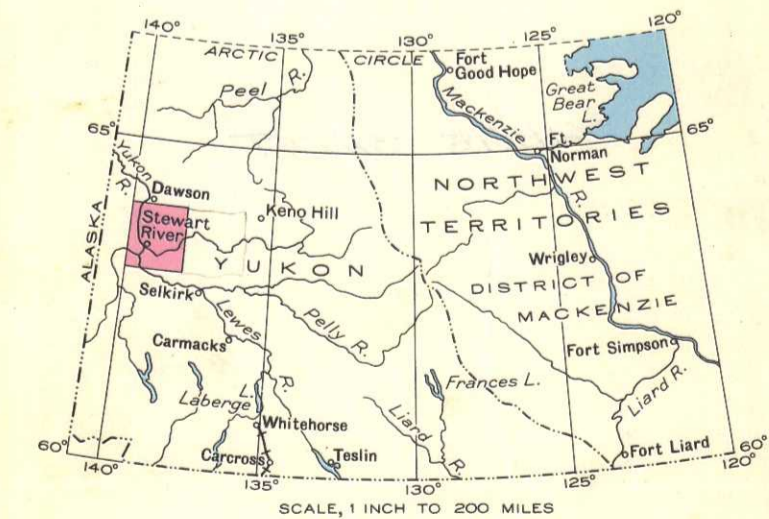 140°
135°
130°
125°
120°
ARCTIC CIRCLE
Peel R.
Fort
Good Hope
Mackenzie R.
Great
Bear
L.
65°
65°
Ft.
Norman
Yukon
R.
Dawson
NORTHWEST
TERRITORIES
Keno Hill
Stewart
River
ALASKA
YUKON
Wrigley
DISTRICT OF
MACKENZIE
Selkirk
Lewes R.
Pelly R.
Carmacks
Fort Simpson
Frances L.
Liard R.
L.
Laberge
Whitehorse
Liard
R.
Carcross
Teslin
Fort Liard
60°
60°
140°
135°
130°
125°
120°
SCALE, 1 INCH TO 200 MILES